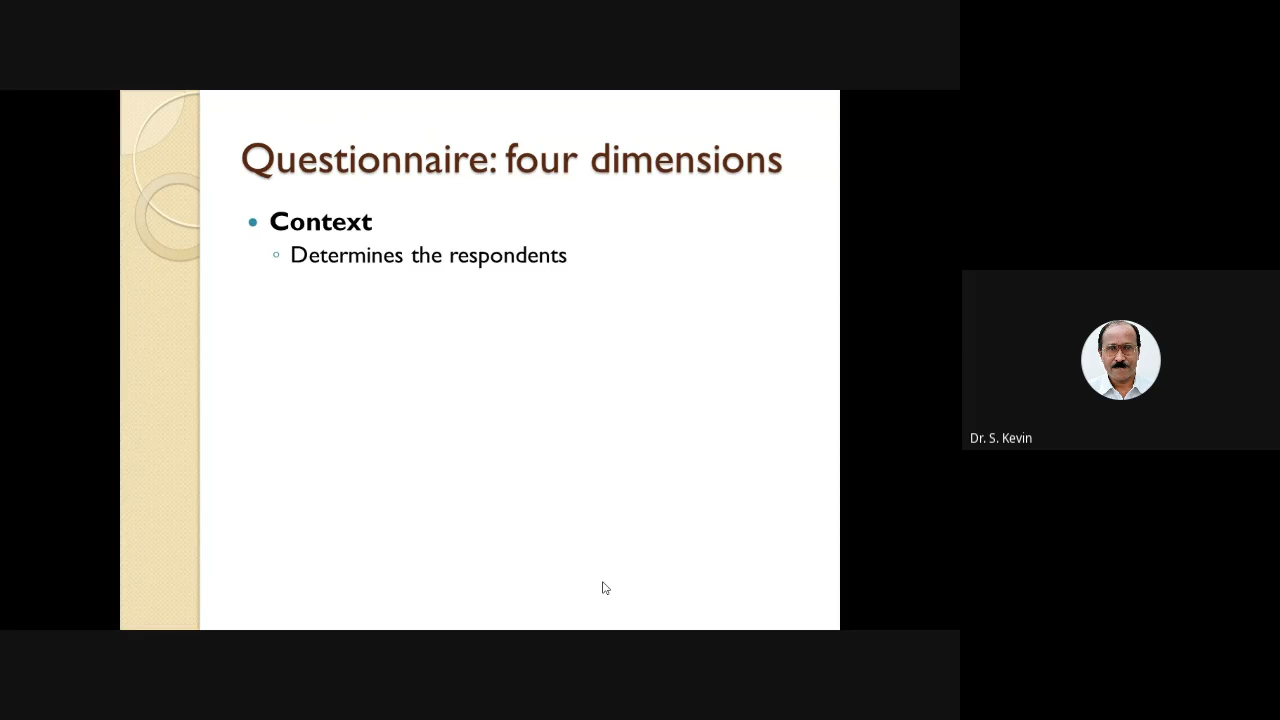 Questionnaire: four dimensions
Context
Determines the respondents
Dr. S. Kevin